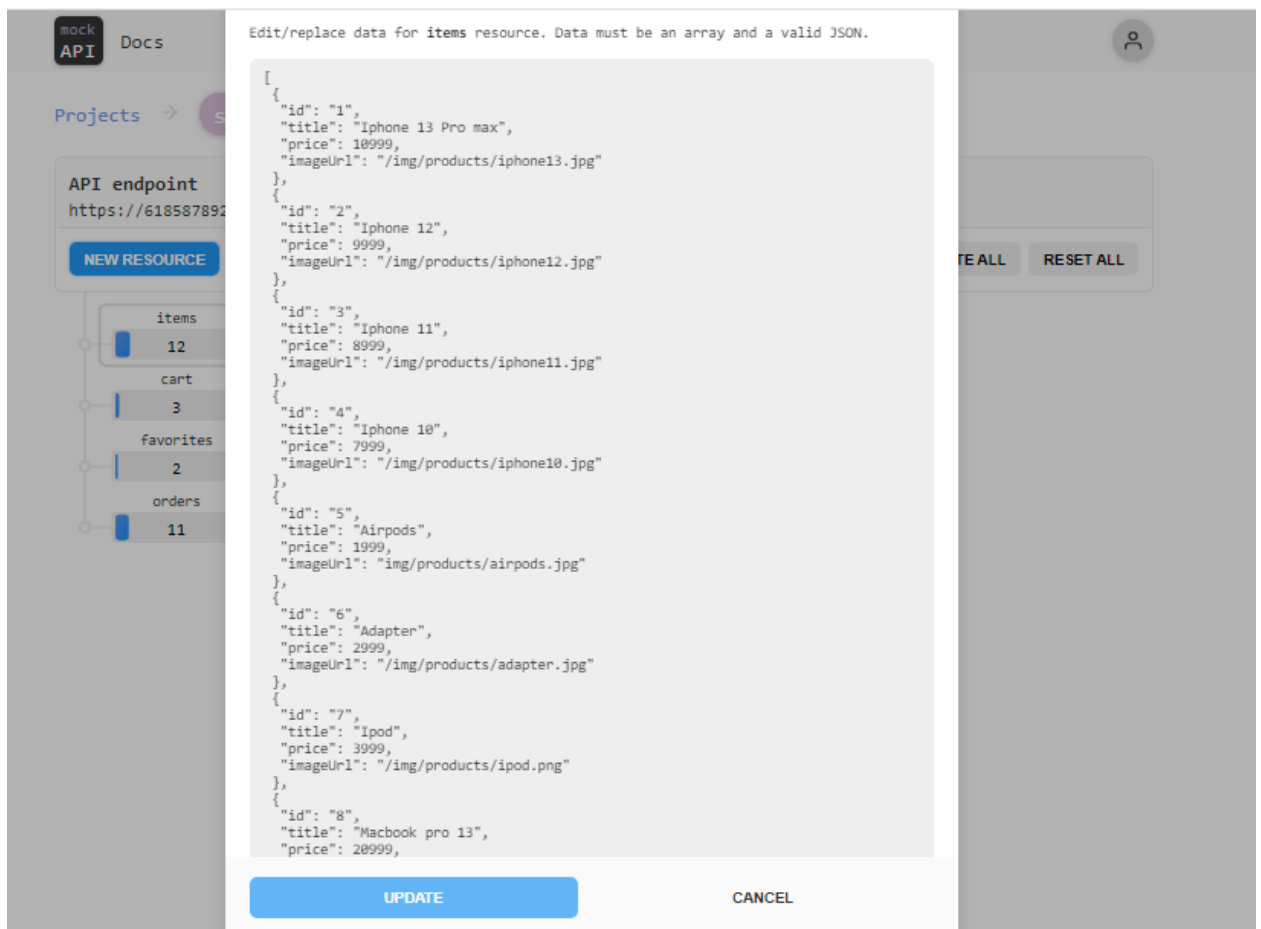 mock
API
Docs
Edit/replace data for items resource. Data must be an array and a valid JSON.
Projects
API endpoint
https://618587892
NEW RESOURCE
TE ALL
RESET ALL
items
12
cart
3
favorites
2
orders
11
[
{
"id": "1",
"title": "Iphone 13 Pro max",
"price": 10999,
"imageUrl": "/img/products/iphone13.jpg"
},
{
"id": "2",
"title": "Iphone 12",
"price": 9999,
"imageUrl": "/img/products/iphone12.jpg"
},
{
"id": "3",
"title": "Iphone 11",
"price": 8999,
"imageUrl": "/img/products/iphone11.jpg"
},
{
"id": "4",
"title": "Iphone 10",
"price": 7999,
"imageUrl": "/img/products/iphone10.jpg"
},
{
"id": "5",
"title": "Airpods",
"price": 1999,
"imageUrl": "img/products/airpods.jpg"
},
{
"id": "6",
"title": "Adapter",
"price": 2999,
"imageUrl": "/img/products/adapter.jpg"
},
{
"id": "7",
"title": "Ipod",
"price": 3999,
"imageUrl": "/img/products/ipod.png"
},
{
"id": "8",
"title": "Macbook pro 13",
"price": 20999,
UPDATE
CANCEL